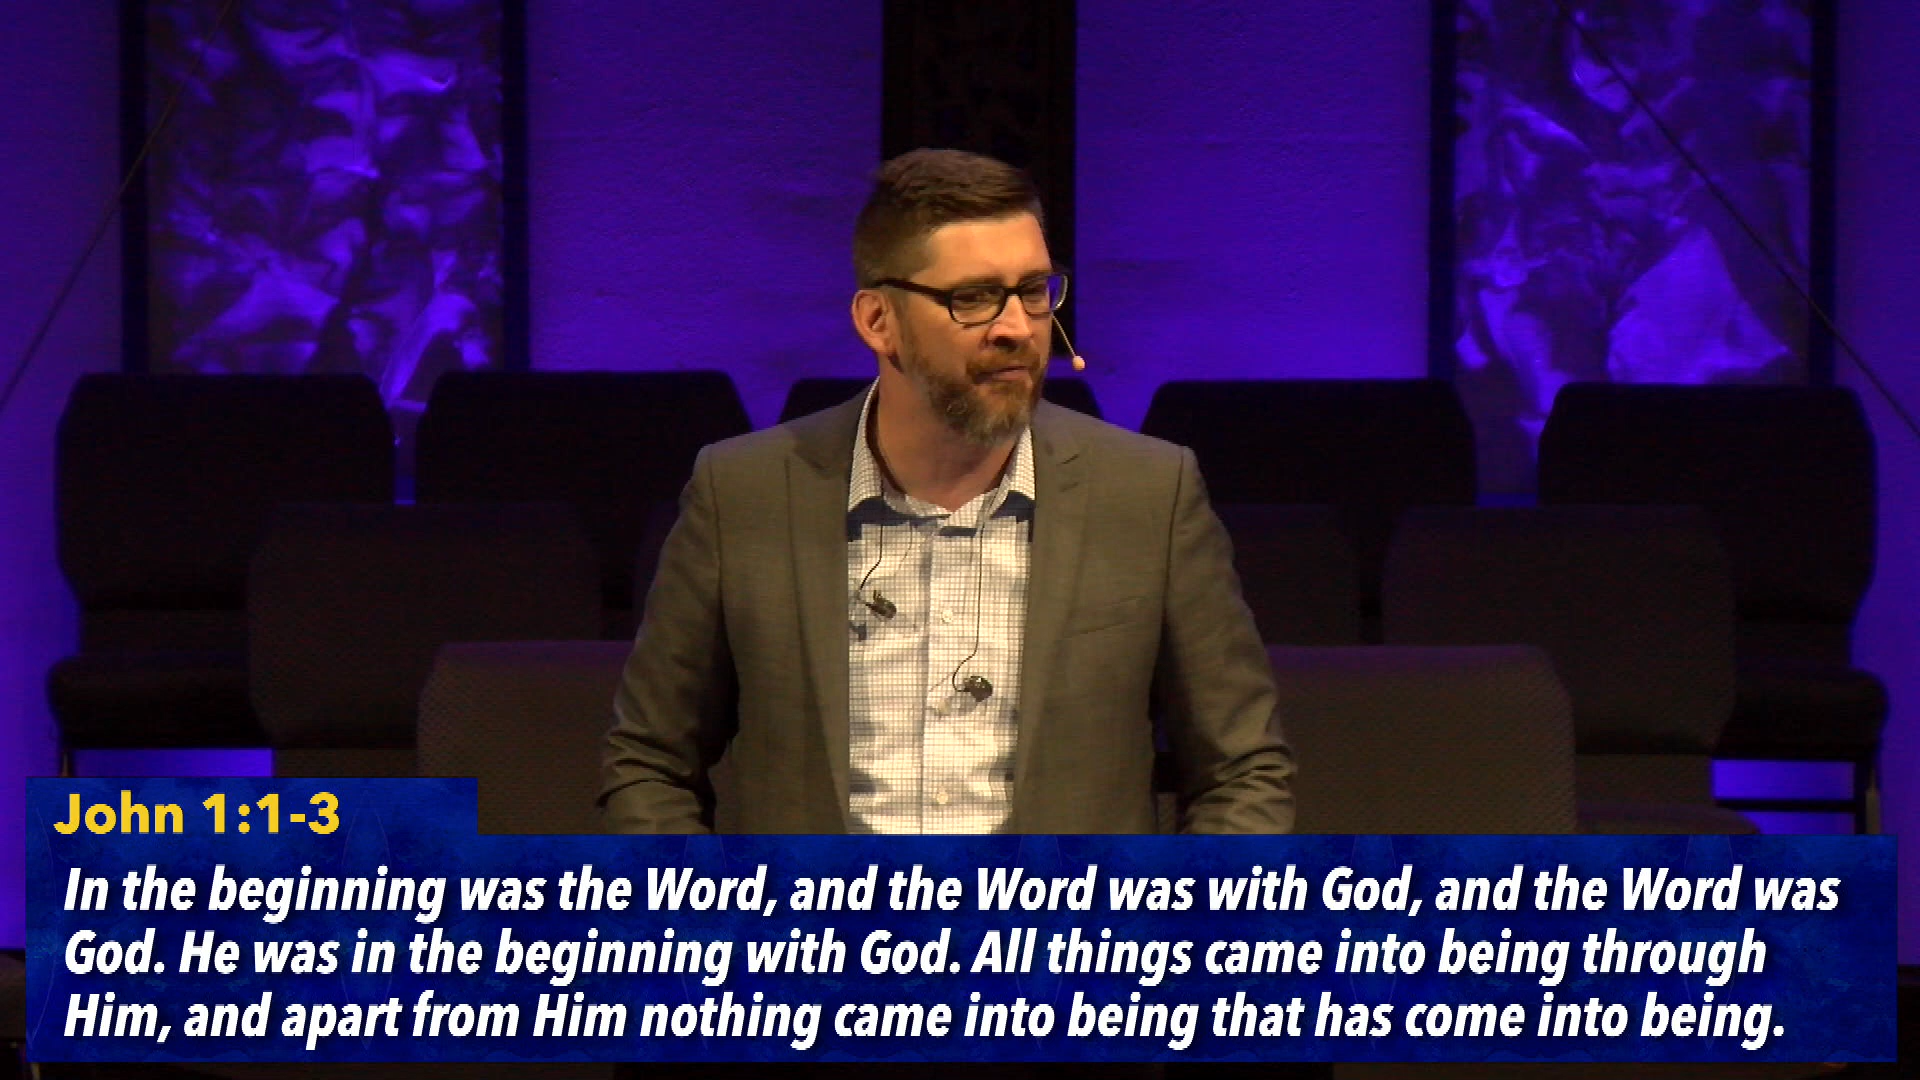 John 1:1-3
In the beginning was the Word, and the Word was with God, and the Word was
God. He was in the beginning with God. All things came into being through
Him, and apart from Him nothing came into being that has come into being.